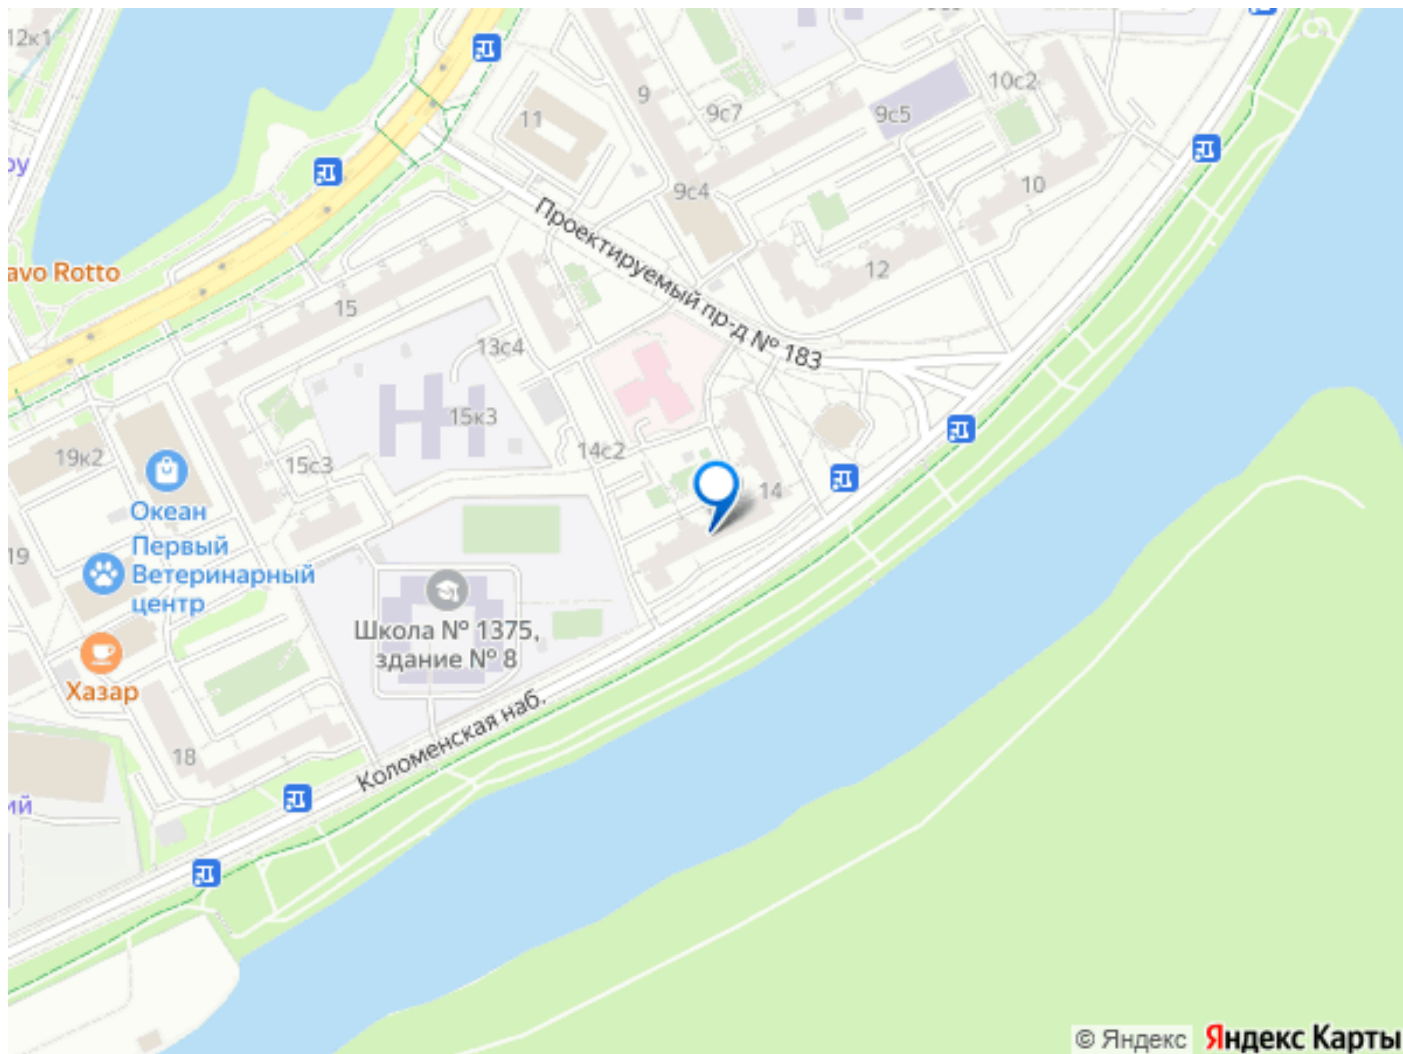 12к1
11
9
9с7
9с5
10с2
9с4
10
Проектируемый пр-д № 183
12
avo Rotto
15
13с4
15к3
19к2
15с3
14с2
14
Океан
19
Первый
Ветеринарный
центр
Школа № 1375,
здание № 8
Хазар
Коломенская наб.
18
ий
© Яндекс Яндекс Карты